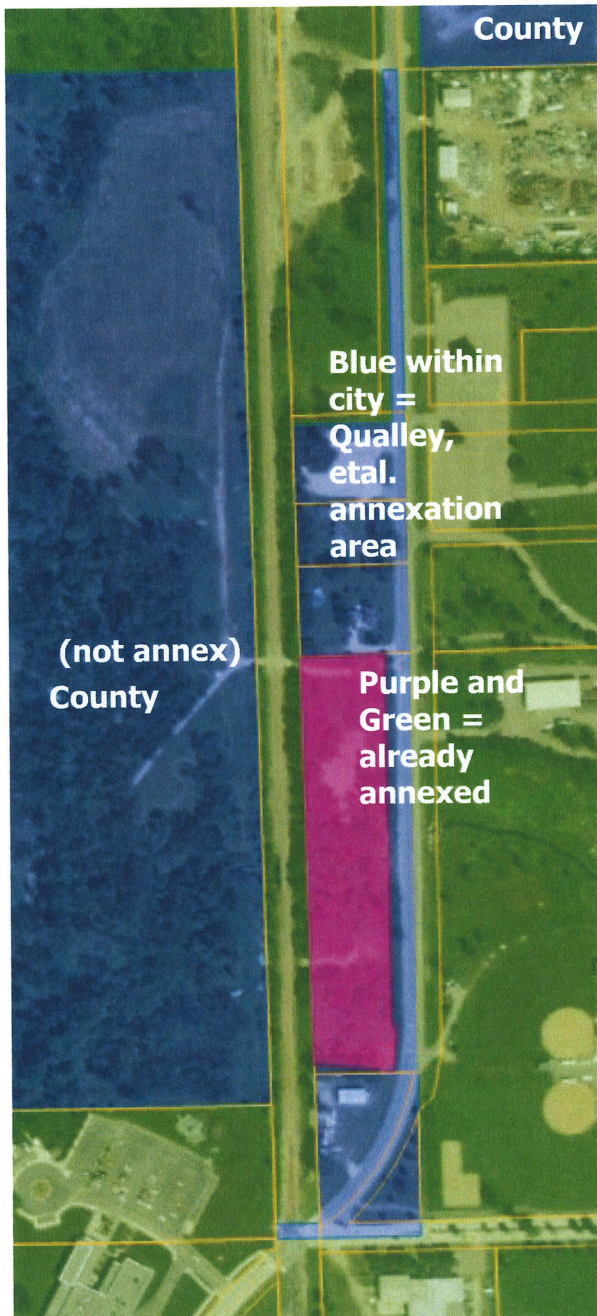 County
Blue within
city =
Qualley,
etal.
annexation
area
(not annex)
County
Purple and
Green =
already
annexed